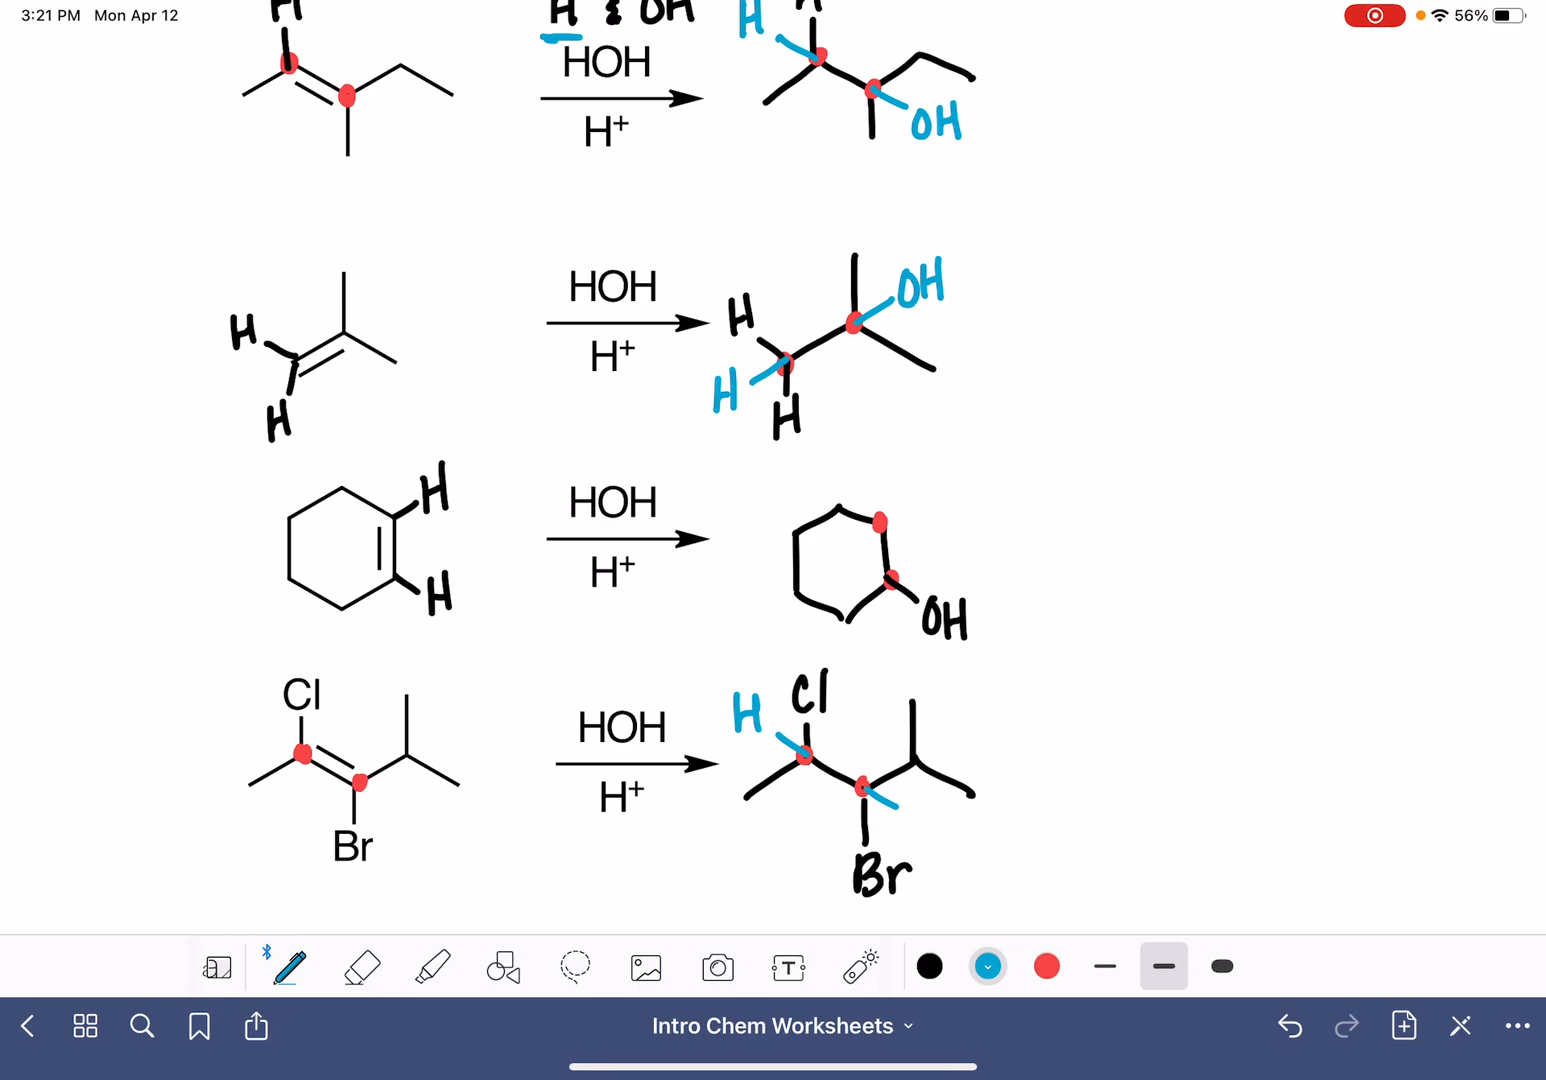 3:21 PM Mon Apr 12
56%
H
H & OH
H
H
HOH
H+
OH
H
H
HOH
H+
H
H
H
OH
H
H
HOH
H+
OH
Cl
Br
HOH
H+
H
Cl
Br
T
Intro Chem Worksheets